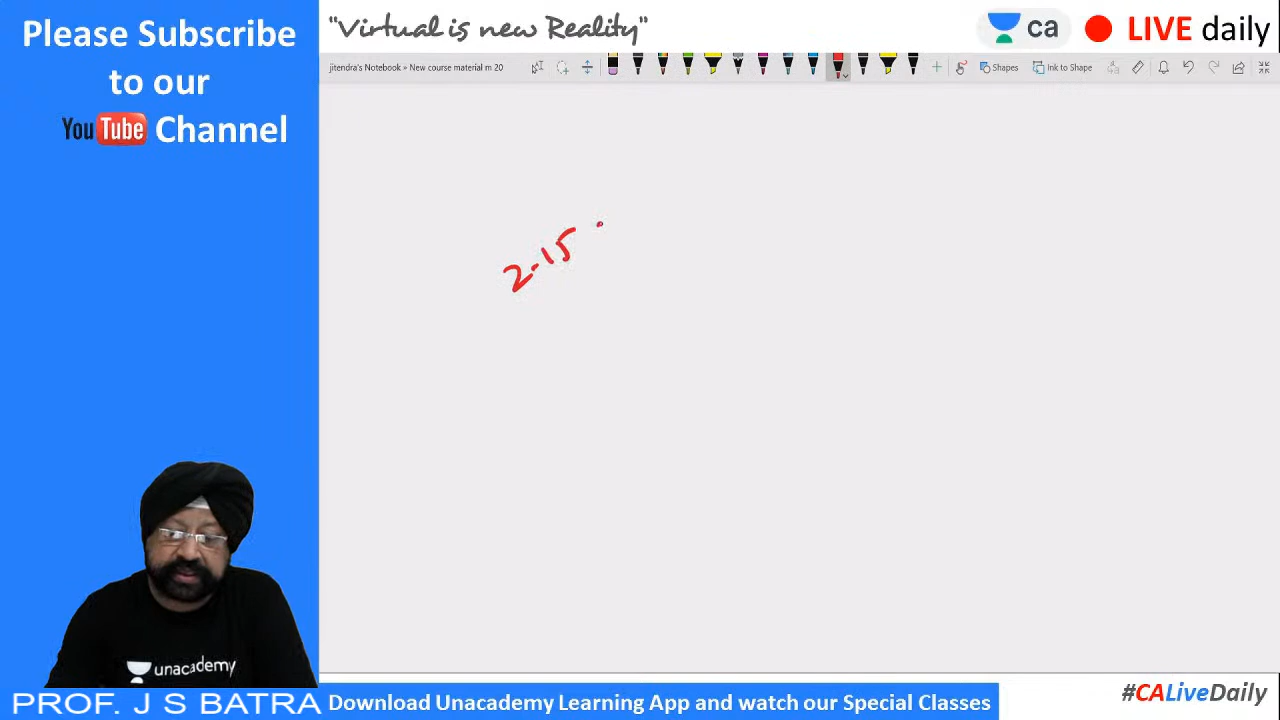 Please Subscribe
to our
YouTube Channel
"Virtual is new Reality"
ca LIVE daily
jitendra's Notebook » New course material m 20
Shapes
Ink to Shape
2.15
unacademy
PROF. J S BATRA
Download Unacademy Learning App and watch our Special Classes
#CALiveDaily